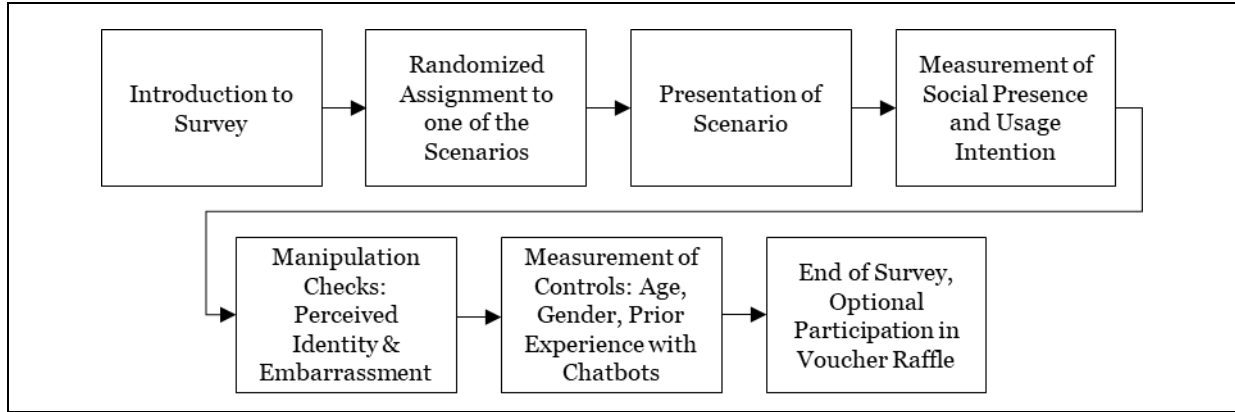 Introduction to
Survey
Randomized
Assignment to
one of the
Scenarios
Presentation of
Scenario
Measurement of
Social Presence
and Usage
Intention
Manipulation
Checks:
Perceived
Identity &
Embarrassment
Measurement of
Controls: Age,
Gender, Prior
Experience with
Chatbots
End of Survey,
Optional
Participation in
Voucher Raffle